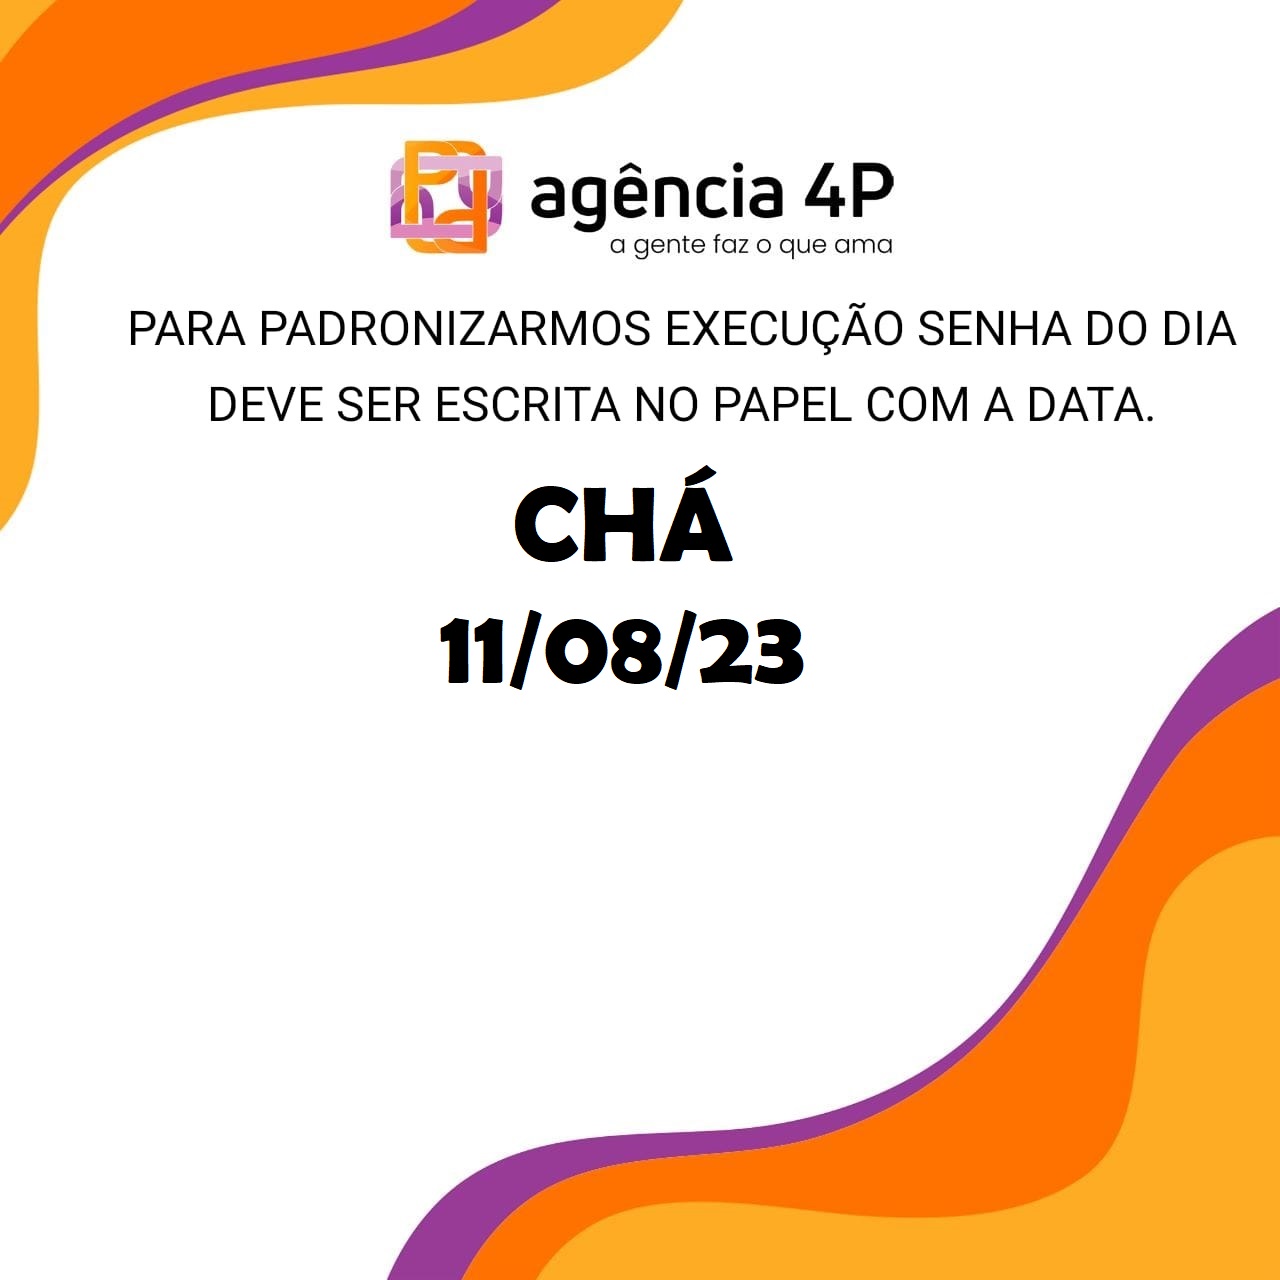 agência 4P
a gente faz o que ama
PARA PADRONIZARMOS EXECUÇÃO SENHA DO DIA
DEVE SER ESCRITA NO PAPEL COM A DATA.
CHÁ
11/08/23